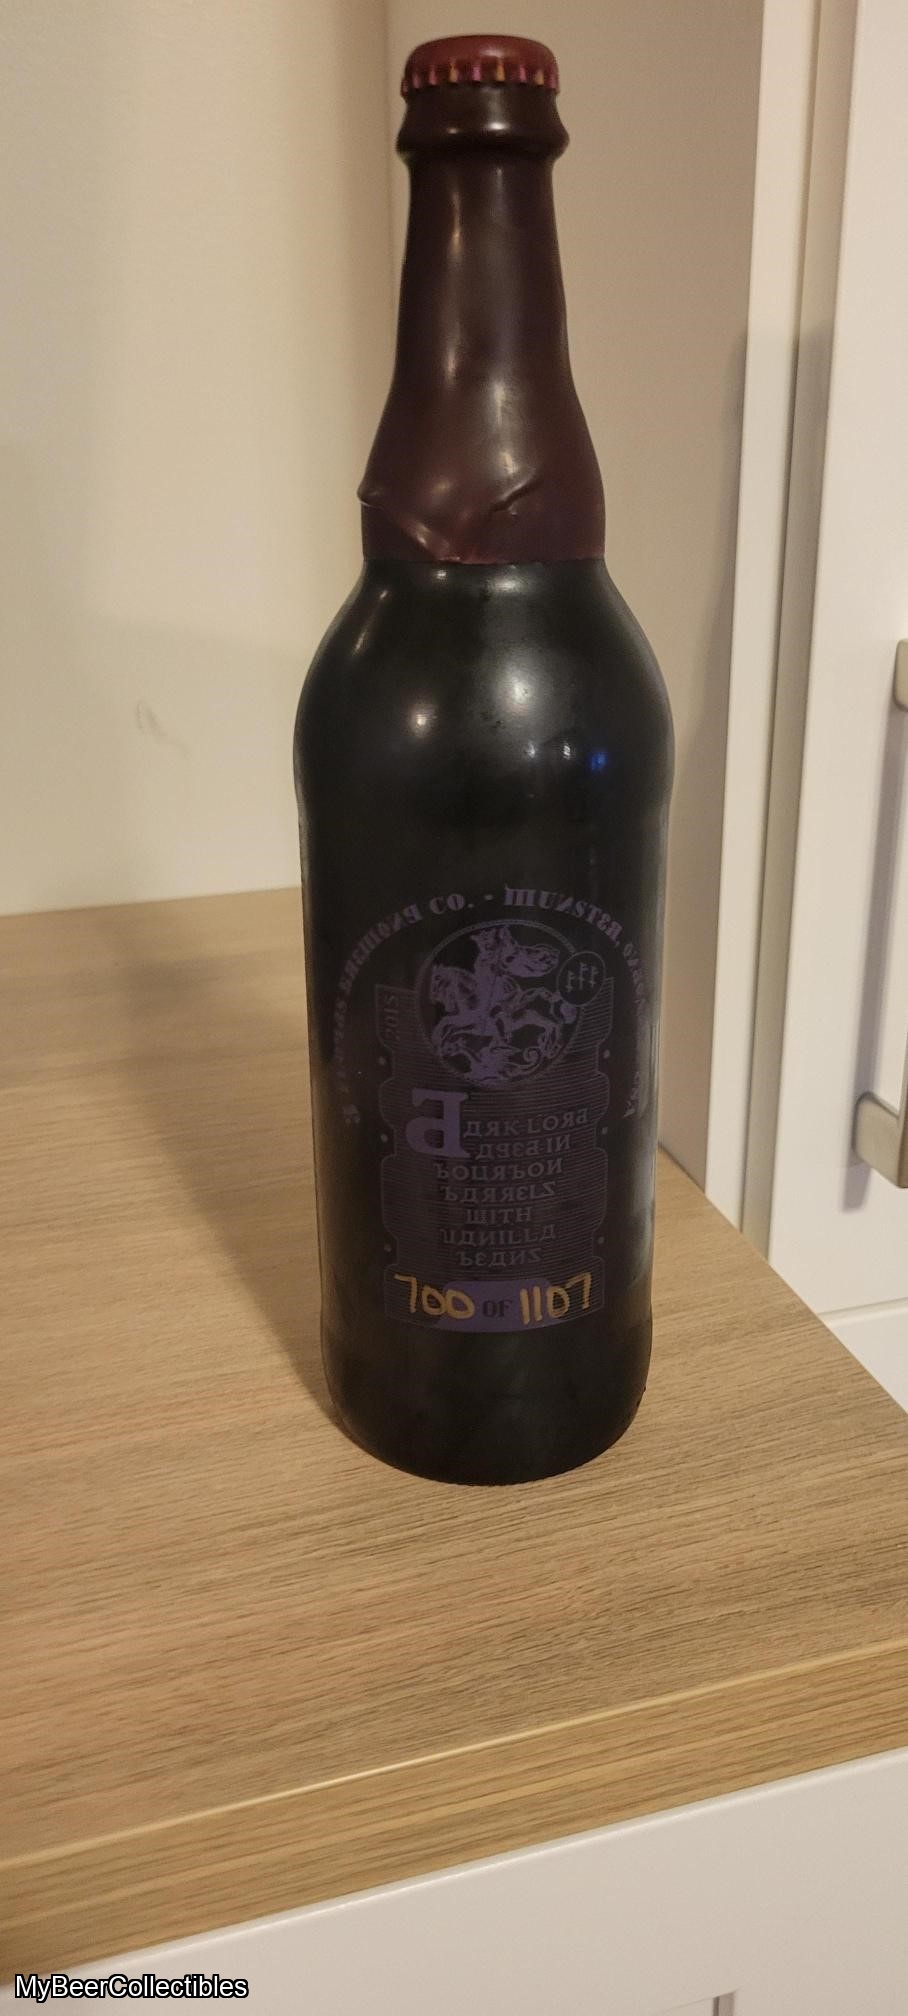 3 FLOYDS BREWING CO. - MUNSTER, INDIANA
2015
DARK-LORD
AGED-IN
BOURBON
BARRELS
WITH
VANILLA
BEANS
700 OF 1107
MyBeerCollectibles